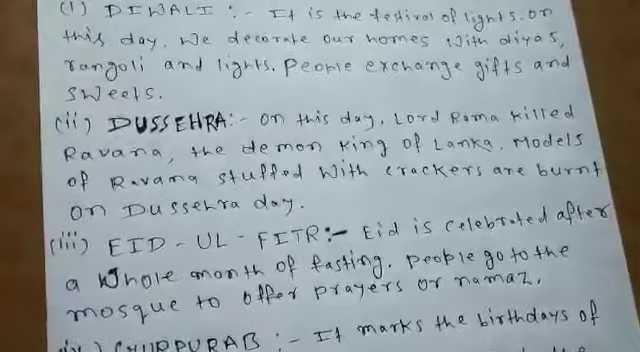 (i) DIWALI :- It is the festival of lights. On
this day, we decorate our homes with diyas,
rangoli and lights. People exchange gifts and
sweets.
(ii) DUSSEHRA:- On this day, Lord Rama killed
Ravana, the demon king of Lanka. Models
of Ravana stuffed with crackers are burnt
on Dussehra day.
(iii) EID-UL-FITR:- Eid is celebrated after
a whole month of fasting. People go to the
mosque to offer prayers or namaz.
(iv) GURPURAB :- It marks the birthdays of